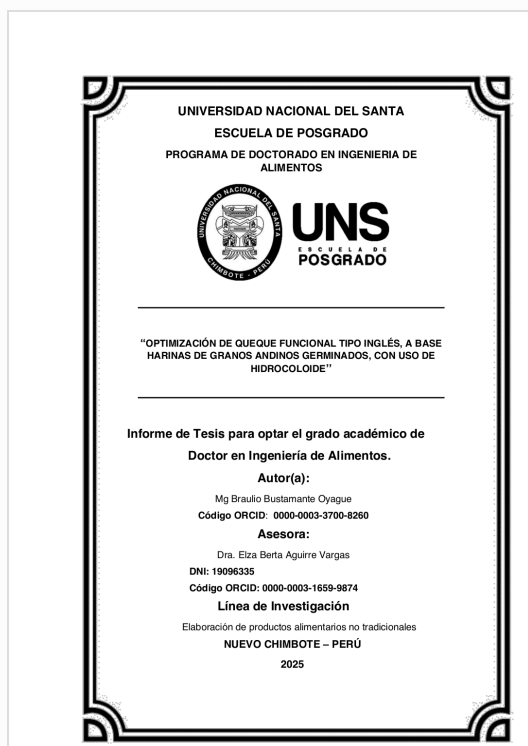 UNIVERSIDAD NACIONAL DEL SANTA
ESCUELA DE POSGRADO
PROGRAMA DE DOCTORADO EN INGENIERIA DE
ALIMENTOS
UNIVERSIDAD NACIONAL DEL SANTA
CHIMBOTE - PERÚ
UNS
ESCUELA DE
POSGRADO
“OPTIMIZACIÓN DE QUEQUE FUNCIONAL TIPO INGLÉS, A BASE
HARINAS DE GRANOS ANDINOS GERMINADOS, CON USO DE
HIDROCOLOIDE”
Informe de Tesis para optar el grado académico de
Doctor en Ingeniería de Alimentos.
Autor(a):
Mg Braulio Bustamante Oyague
Código ORCID: 0000-0003-3700-8260
Asesora:
Dra. Elza Berta Aguirre Vargas
DNI: 19096335
Código ORCID: 0000-0003-1659-9874
Línea de Investigación
Elaboración de productos alimentarios no tradicionales
NUEVO CHIMBOTE – PERÚ
2025